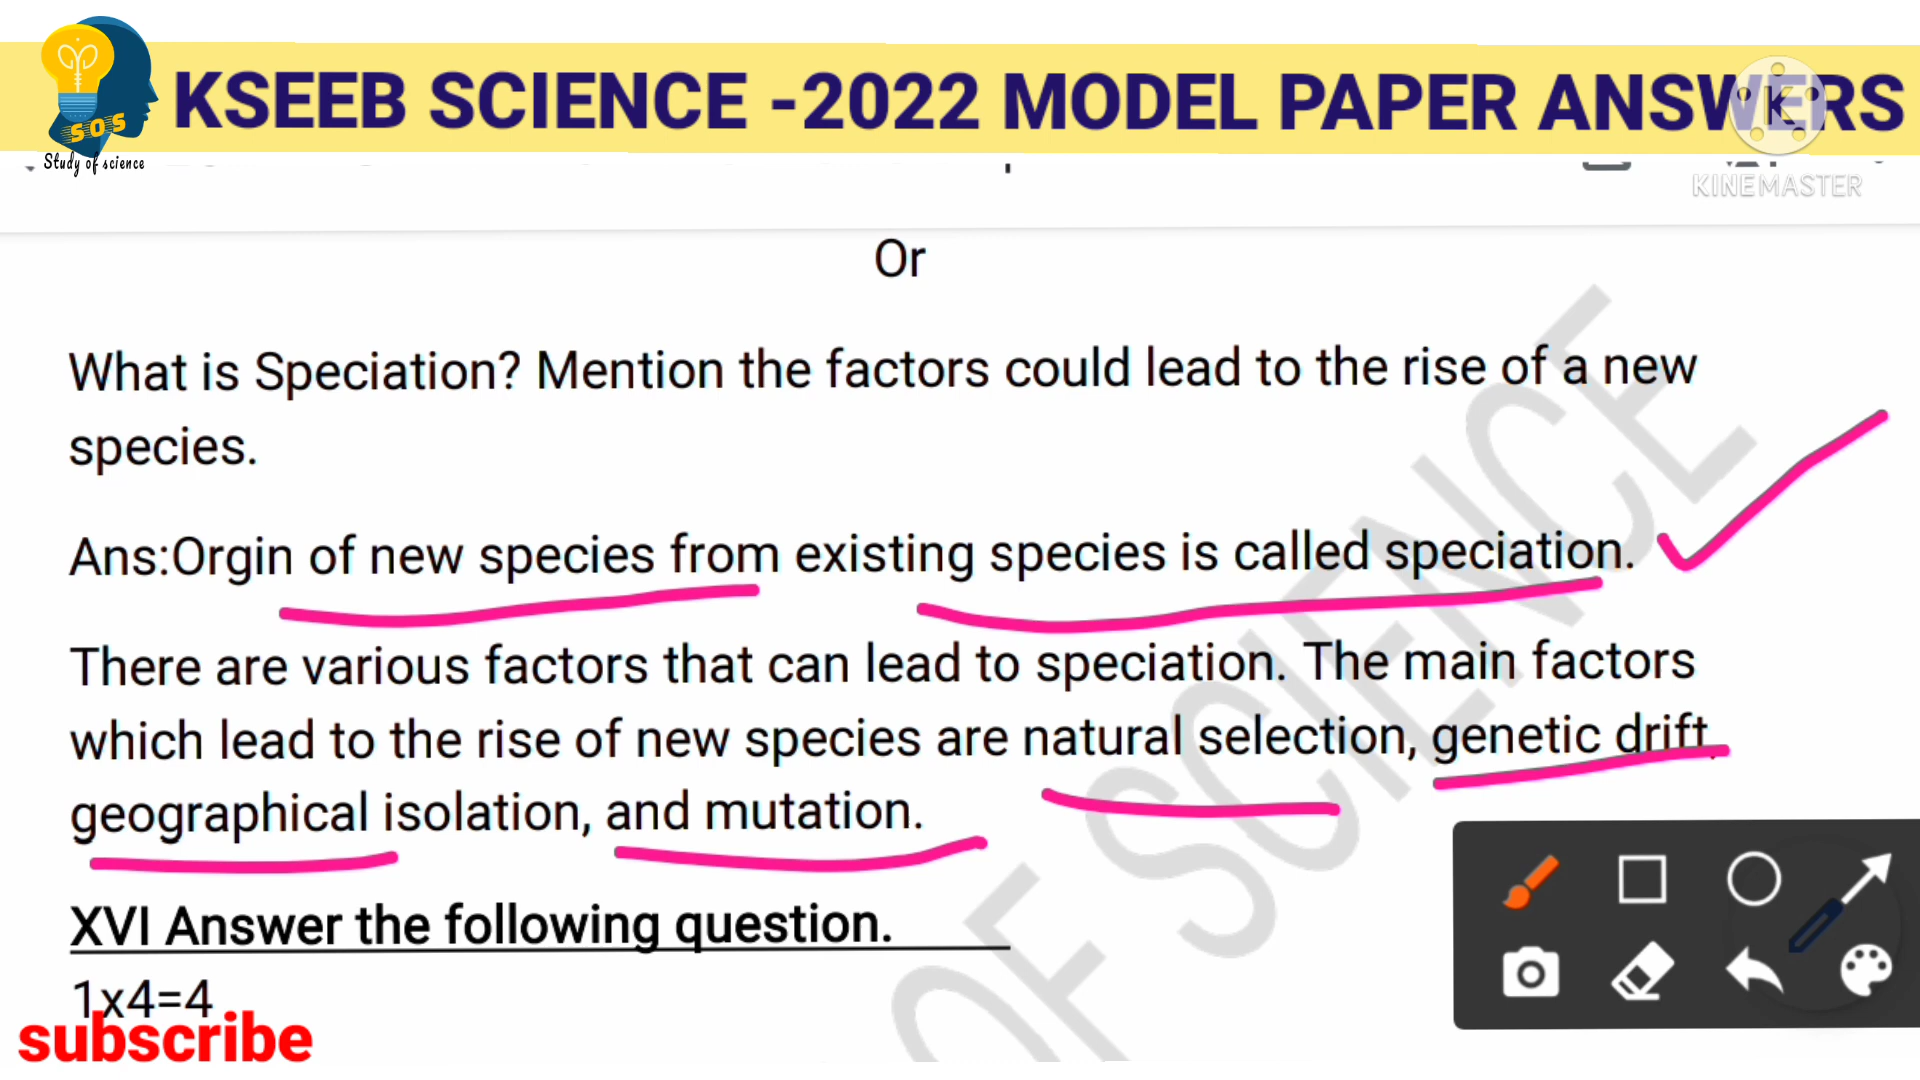 KSEEB SCIENCE -2022 MODEL PAPER ANSWERS
SOS
Study of science
KINEMASTER
Or
What is Speciation? Mention the factors could lead to the rise of a new
species.
Ans:Orgin of new species from existing species is called speciation.
There are various factors that can lead to speciation. The main factors
which lead to the rise of new species are natural selection, genetic drift,
geographical isolation, and mutation.
XVI Answer the following question.
1x4=4
subscribe
OF SCIENCE